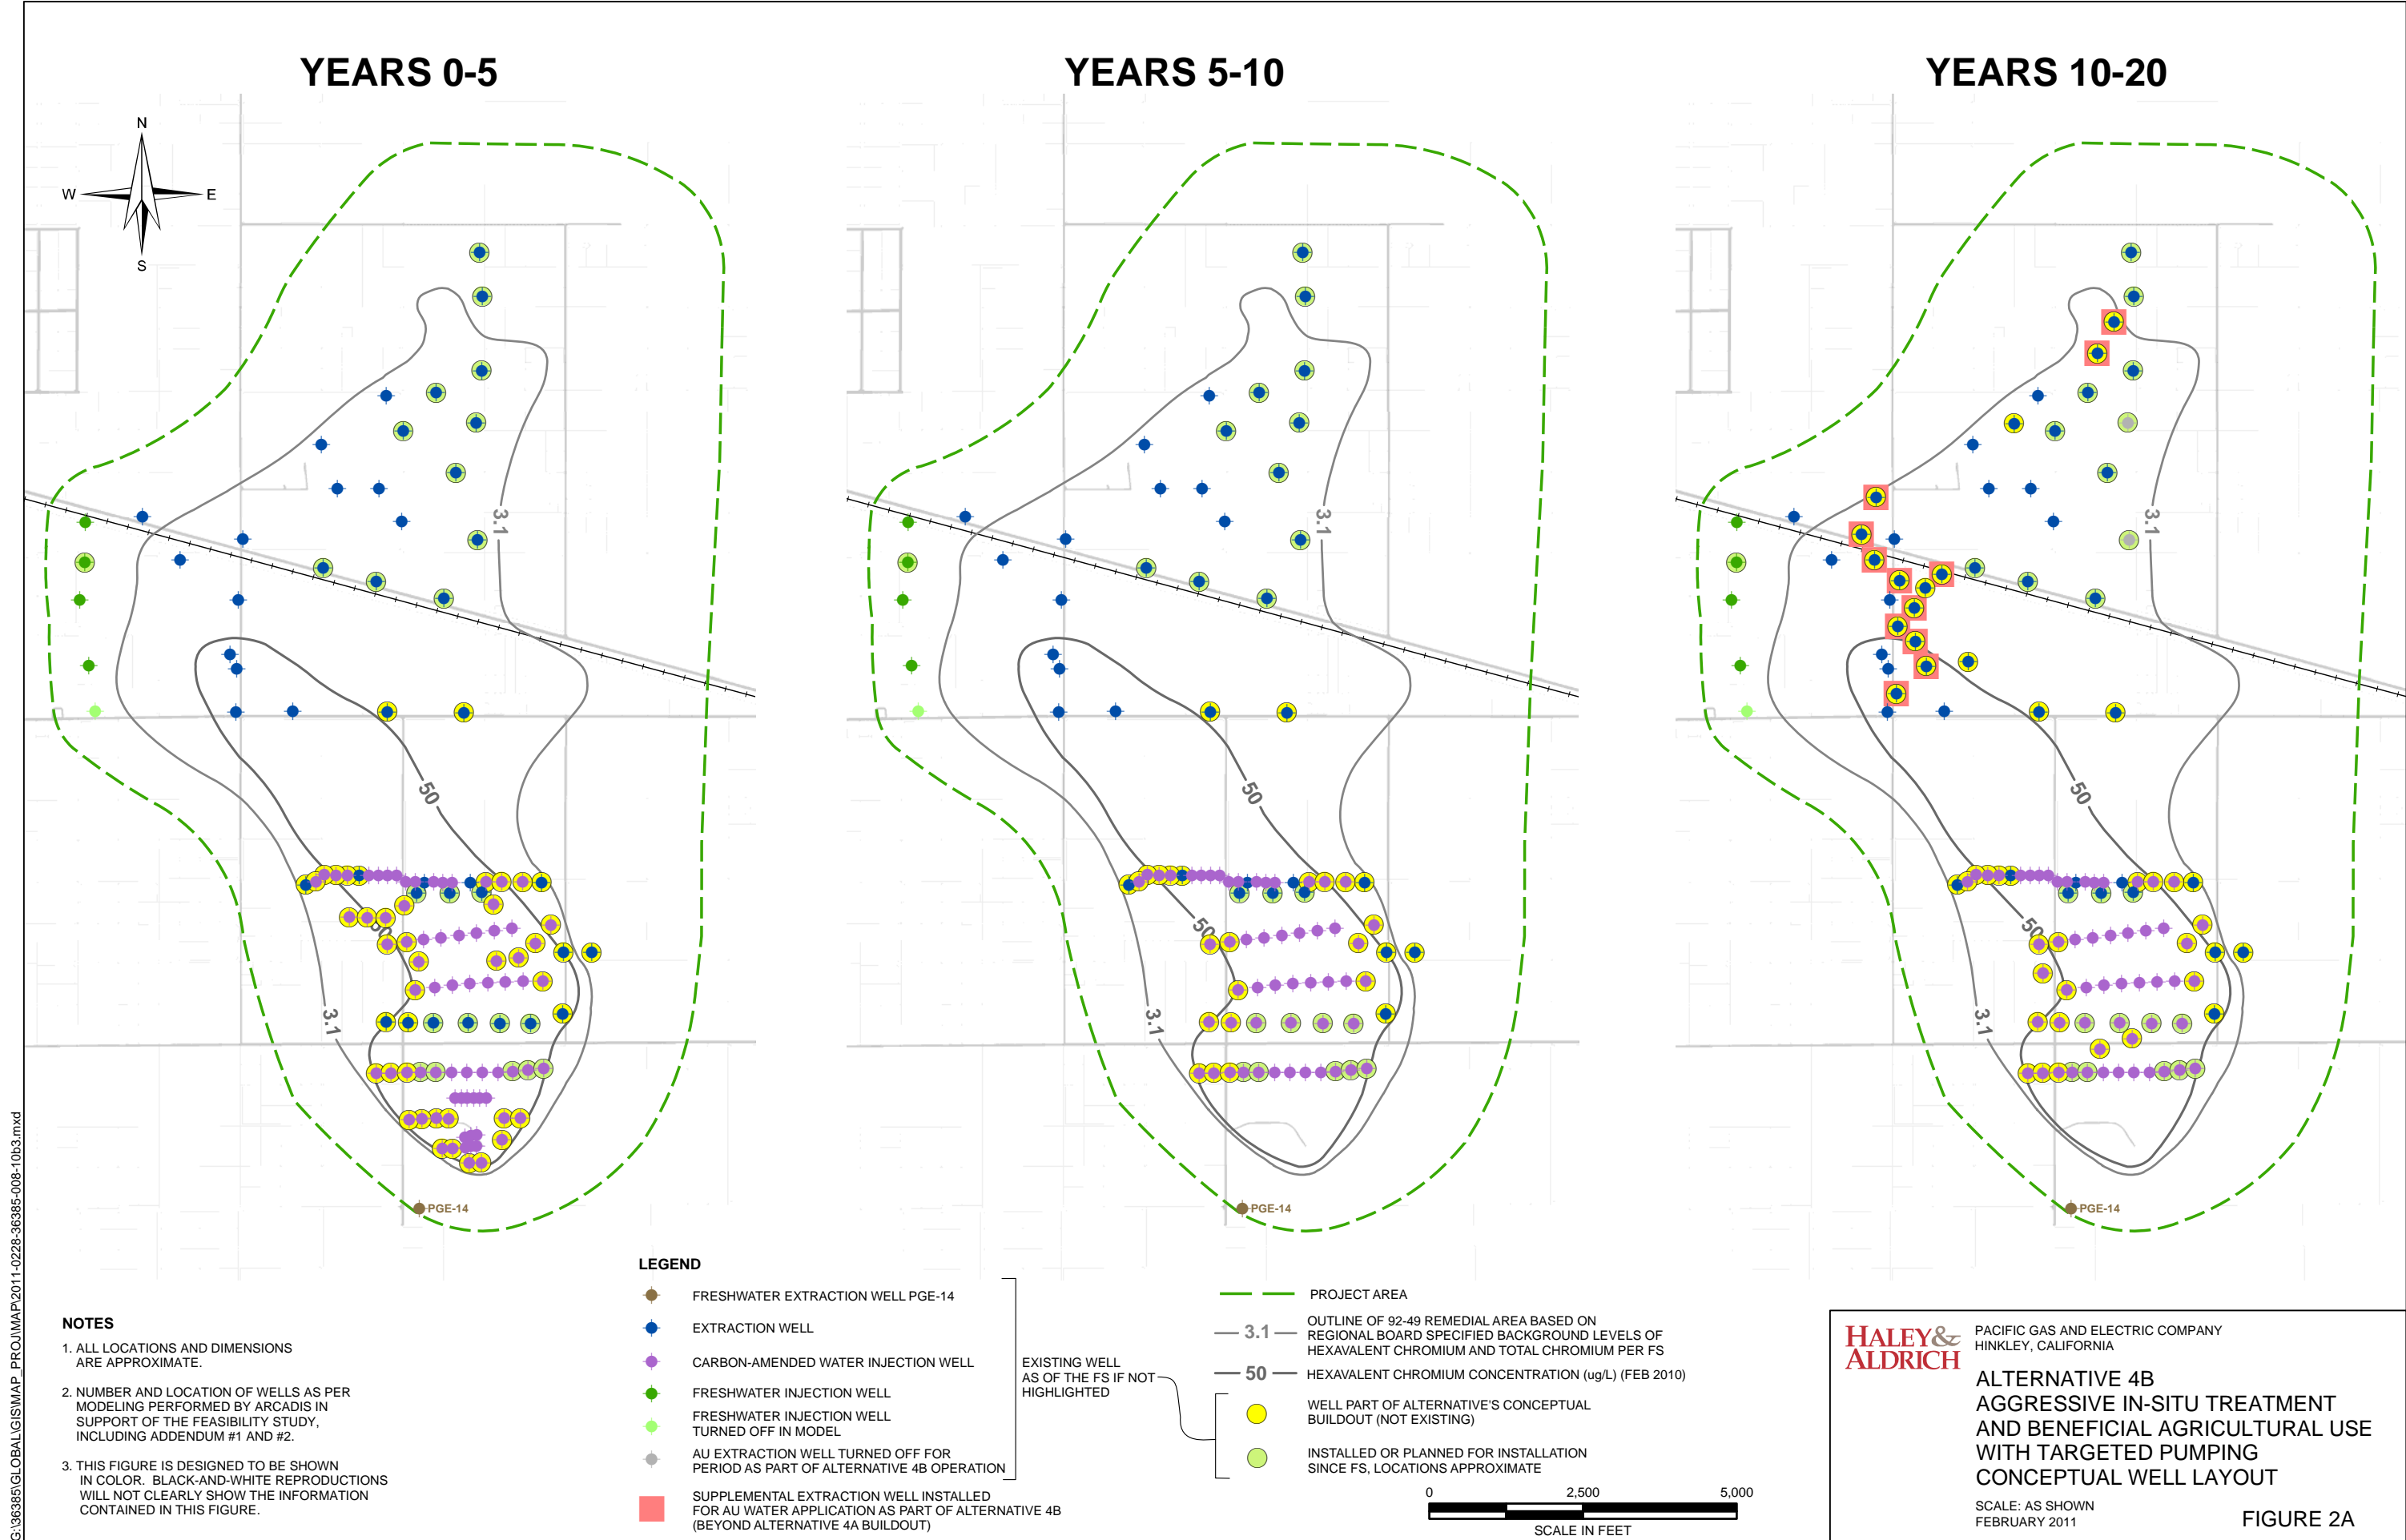 YEARS 0-5
YEARS 5-10
YEARS 10-20
N
W
E
S
3.1
3.1
3.1
50
50
50
50
50
50
3.1
3.1
3.1
PGE-14
PGE-14
PGE-14
G:\36385\GLOBAL\GIS\MAP_PROJ\MAP\2011-0228-36385-008-10b3.mxd
NOTES
1. ALL LOCATIONS AND DIMENSIONS
ARE APPROXIMATE.
2. NUMBER AND LOCATION OF WELLS AS PER
MODELING PERFORMED BY ARCADIS IN
SUPPORT OF THE FEASIBILITY STUDY,
INCLUDING ADDENDUM #1 AND #2.
3. THIS FIGURE IS DESIGNED TO BE SHOWN
IN COLOR. BLACK-AND-WHITE REPRODUCTIONS
WILL NOT CLEARLY SHOW THE INFORMATION
CONTAINED IN THIS FIGURE.
LEGEND
FRESHWATER EXTRACTION WELL PGE-14
EXTRACTION WELL
CARBON-AMENDED WATER INJECTION WELL
FRESHWATER INJECTION WELL
FRESHWATER INJECTION WELL
TURNED OFF IN MODEL
AU EXTRACTION WELL TURNED OFF FOR
PERIOD AS PART OF ALTERNATIVE 4B OPERATION
SUPPLEMENTAL EXTRACTION WELL INSTALLED
FOR AU WATER APPLICATION AS PART OF ALTERNATIVE 4B
(BEYOND ALTERNATIVE 4A BUILDOUT)
EXISTING WELL
AS OF THE FS IF NOT
HIGHLIGHTED
PROJECT AREA
3.1
OUTLINE OF 92-49 REMEDIAL AREA BASED ON
REGIONAL BOARD SPECIFIED BACKGROUND LEVELS OF
HEXAVALENT CHROMIUM AND TOTAL CHROMIUM PER FS
50
HEXAVALENT CHROMIUM CONCENTRATION (ug/L) (FEB 2010)
WELL PART OF ALTERNATIVE'S CONCEPTUAL
BUILDOUT (NOT EXISTING)
INSTALLED OR PLANNED FOR INSTALLATION
SINCE FS, LOCATIONS APPROXIMATE
0 2,500 5,000
SCALE IN FEET
HALEY&
ALDRICH
PACIFIC GAS AND ELECTRIC COMPANY
HINKLEY, CALIFORNIA
ALTERNATIVE 4B
AGGRESSIVE IN-SITU TREATMENT
AND BENEFICIAL AGRICULTURAL USE
WITH TARGETED PUMPING
CONCEPTUAL WELL LAYOUT
SCALE: AS SHOWN
FEBRUARY 2011
FIGURE 2A